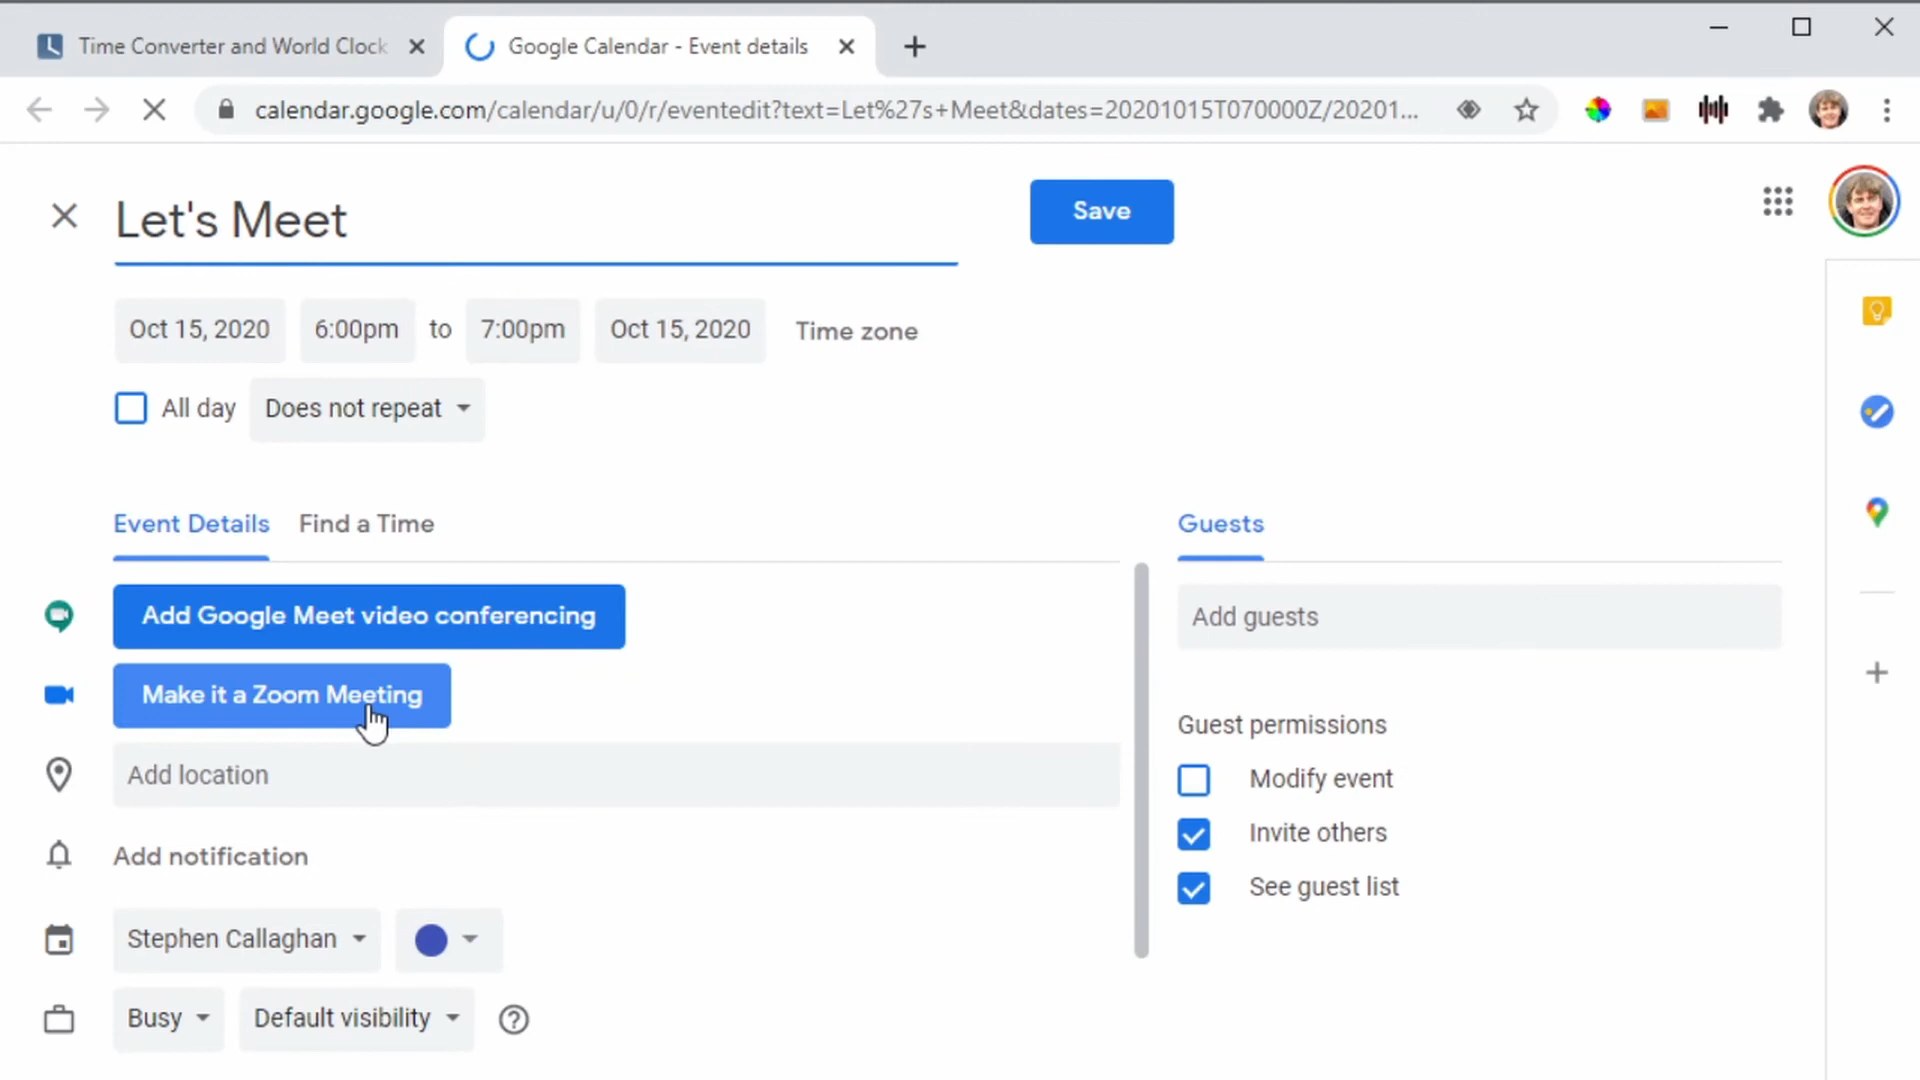 Time Converter and World Clock
Google Calendar - Event details
calendar.google.com/calendar/u/0/r/eventedit?text=Let%27s+Meet&dates=20201015T070000Z/20201...
Let's Meet
Save
Oct 15, 2020 6:00pm to 7:00pm Oct 15, 2020 Time zone
All day Does not repeat
Event Details Find a Time
Guests
Add Google Meet video conferencing
Add guests
Make it a Zoom Meeting
Guest permissions
Add location
Modify event
Invite others
Add notification
See guest list
Stephen Callaghan
Busy Default visibility